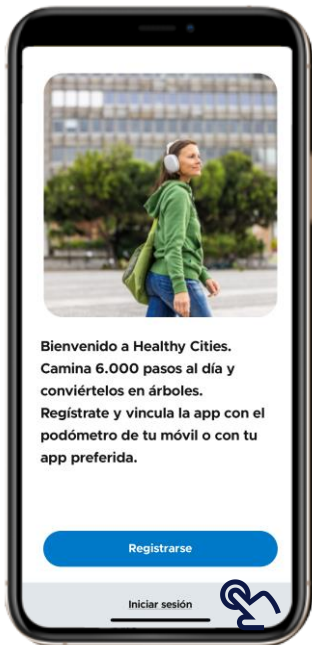 Bienvenido a Healthy Cities.
Camina 6.000 pasos al día y
conviértelos en árboles.
Regístrate y vincula la app con el
podómetro de tu móvil o con tu
app preferida.
Registrarse
Iniciar sesión